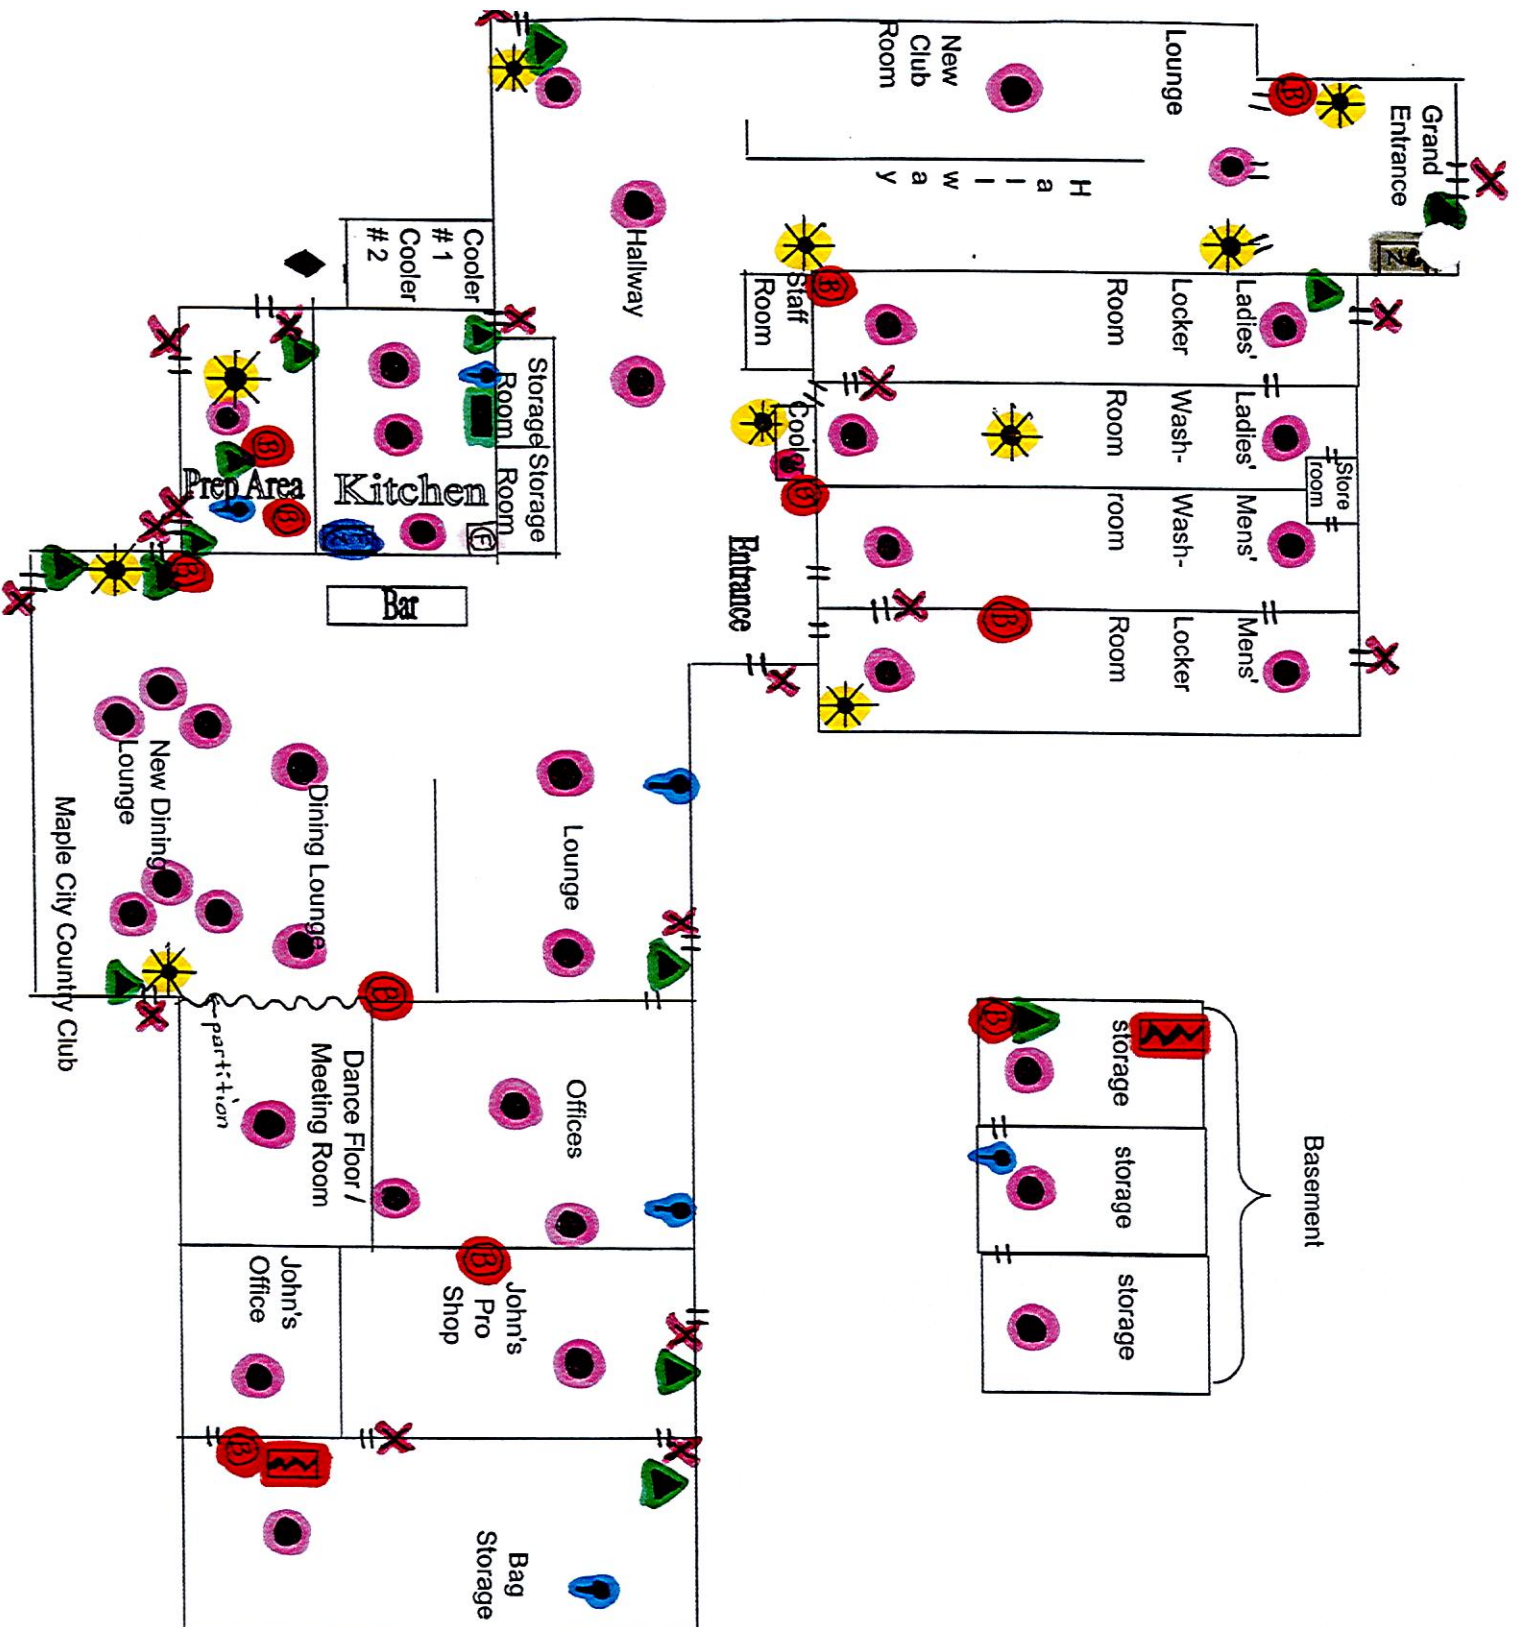 Grand
Entrance
Lounge
New
Club
Room
Hallway
Hallway
Cooler
# 1
Cooler
# 2
Staff
Room
Ladies'
Locker
Room
Ladies'
Wash-
Room
Store
room
Mens'
Wash-
room
Mens'
Locker
Room
Storage
Room
Storage
Room
Kitchen
Prep Area
F
Bar
Entrance
B
B
B
B
B
B
B
B
B
B
B
Lounge
Dining Lounge
New Dining
Lounge
Maple City Country Club
partition
Dance Floor /
Meeting Room
Offices
John's
Pro
Shop
John's
Office
Bag
Storage
Basement
storage
storage
storage